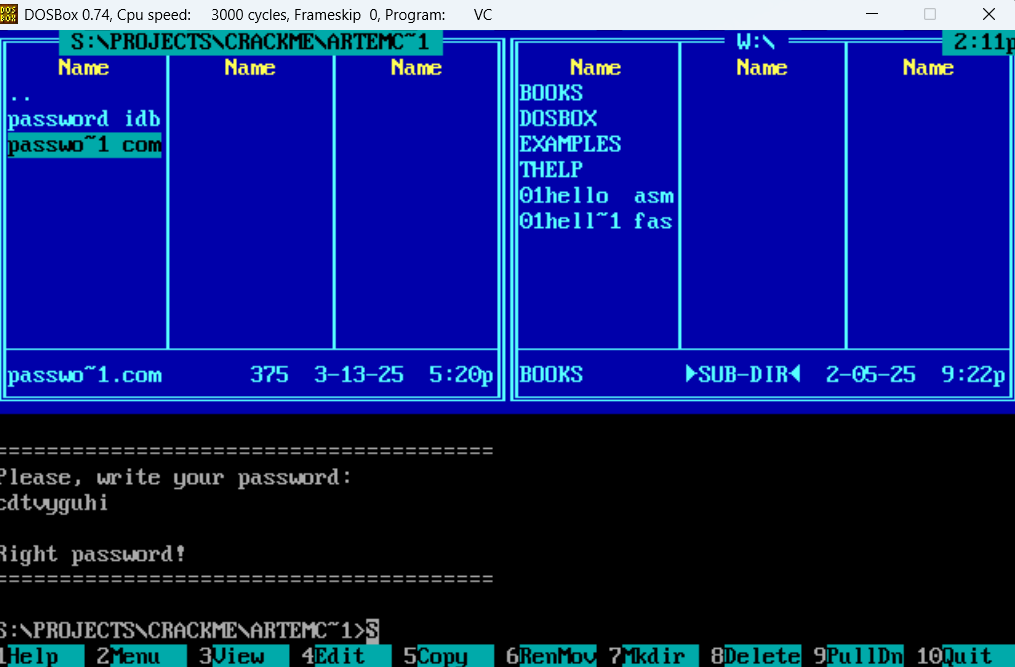 DOSBox 0.74, Cpu speed: 3000 cycles, Frameskip 0, Program: VC
S:\PROJECTS\CRACKME\ARTEMC~1
W:\
2:11p
Name Name Name
Name Name Name
..
password idb
passwo~1 com
BOOKS
DOSBOX
EXAMPLES
THELP
01hello asm
01hell~1 fas
passwo~1.com 375 3-13-25 5:20p
BOOKS ►SUB-DIR◄ 2-05-25 9:22p
=======================================
Please, write your password:
cdtvyguhi
Right password!
=======================================
S:\PROJECTS\CRACKME\ARTEMC~1>S
1Help 2Menu 3View 4Edit 5Copy 6RenMov 7Mkdir 8Delete 9PullDn 10Quit